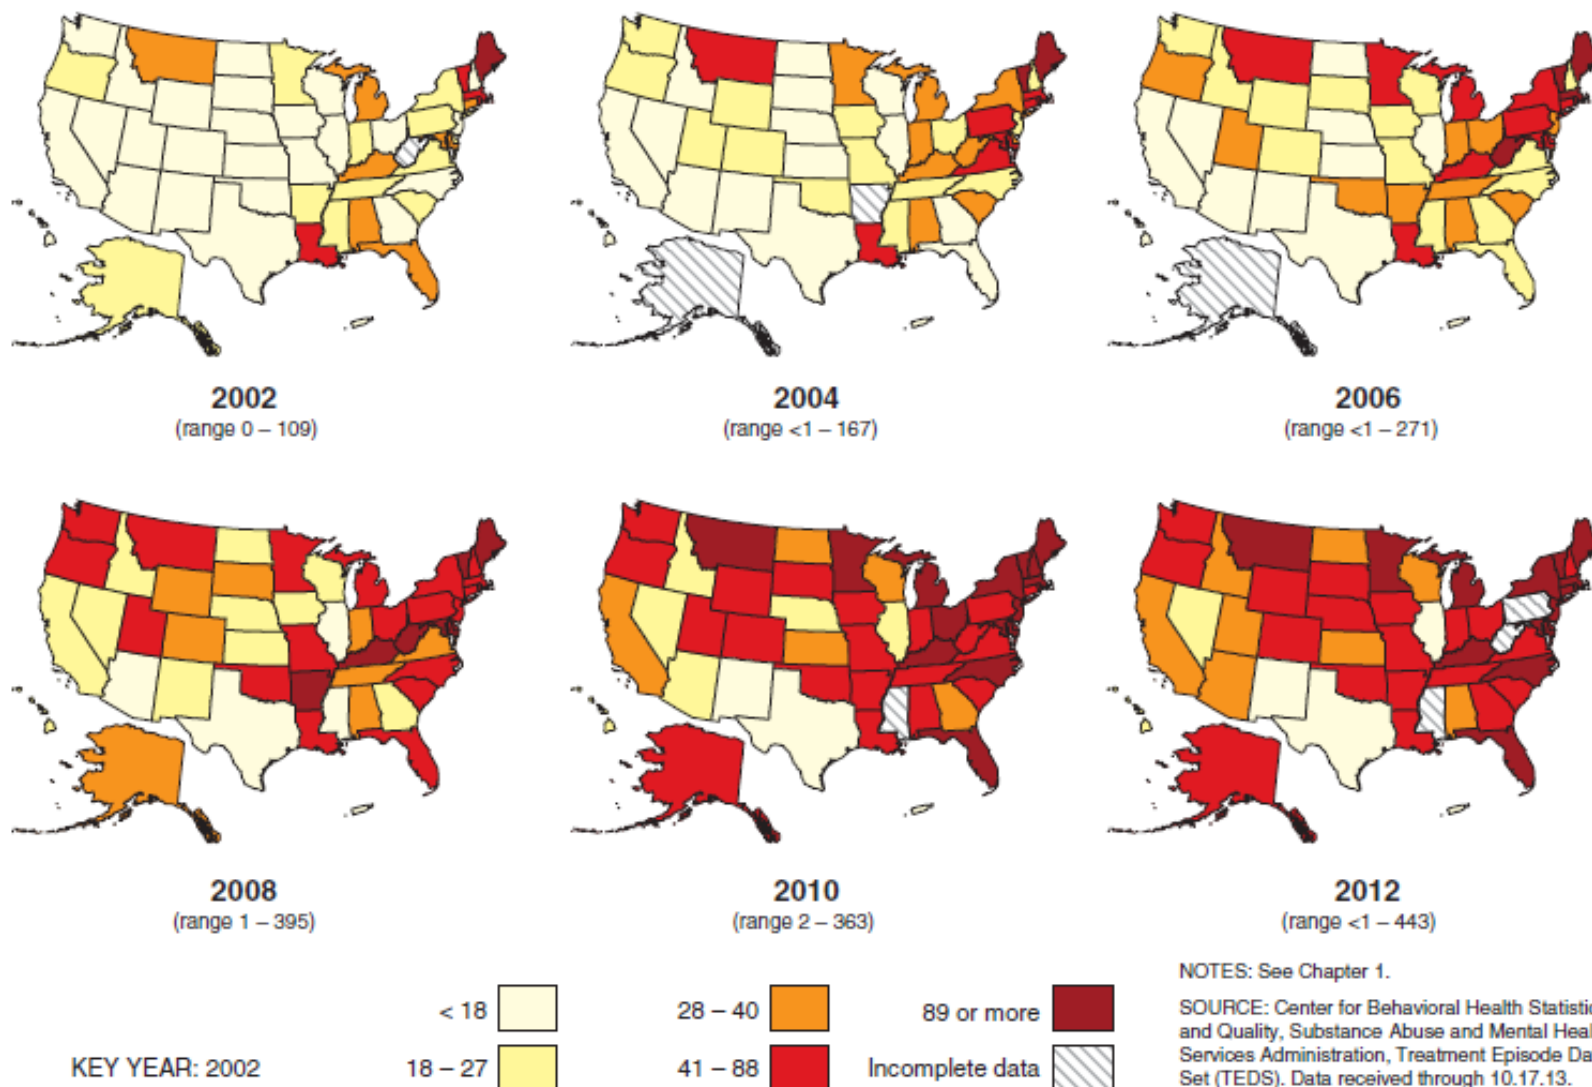 2002
(range 0 – 109)
2004
(range <1 – 167)
2006
(range <1 – 271)
2008
(range 1 – 395)
2010
(range 2 – 363)
2012
(range <1 – 443)
KEY YEAR: 2002
< 18
18 – 27
28 – 40
41 – 88
89 or more
Incomplete data
NOTES: See Chapter 1.
SOURCE: Center for Behavioral Health Statistic
and Quality, Substance Abuse and Mental Heal
Services Administration, Treatment Episode Da
Set (TEDS). Data received through 10.17.13.